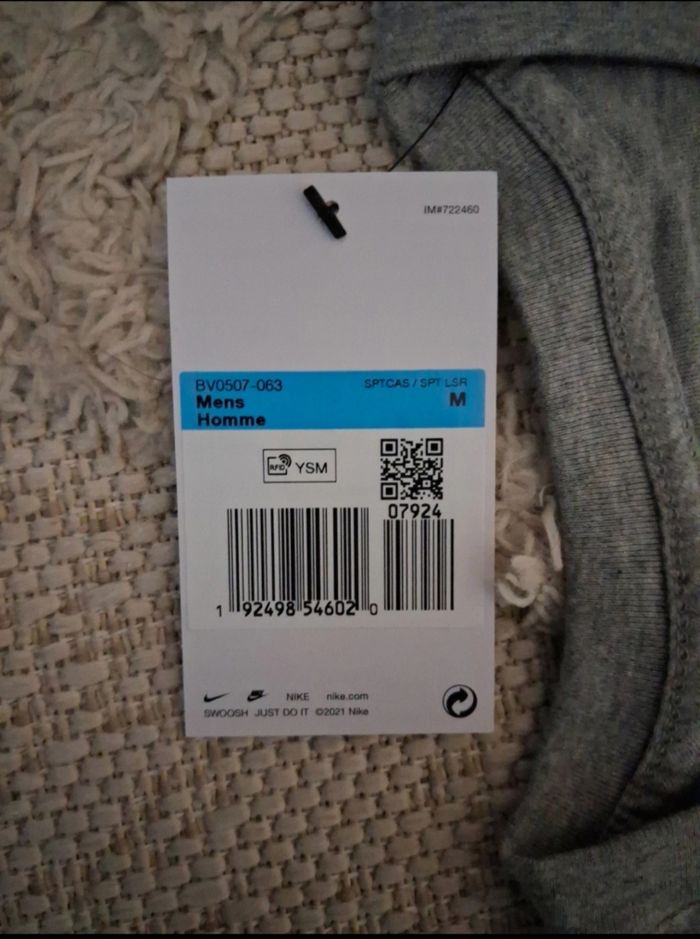 IM#722460
BV0507-063 SPTCAS / SPT LSR
Mens M
Homme
RFID YSM
07924
1 92498 54602 0
NIKE nike.com
SWOOSH JUST DO IT ©2021 Nike